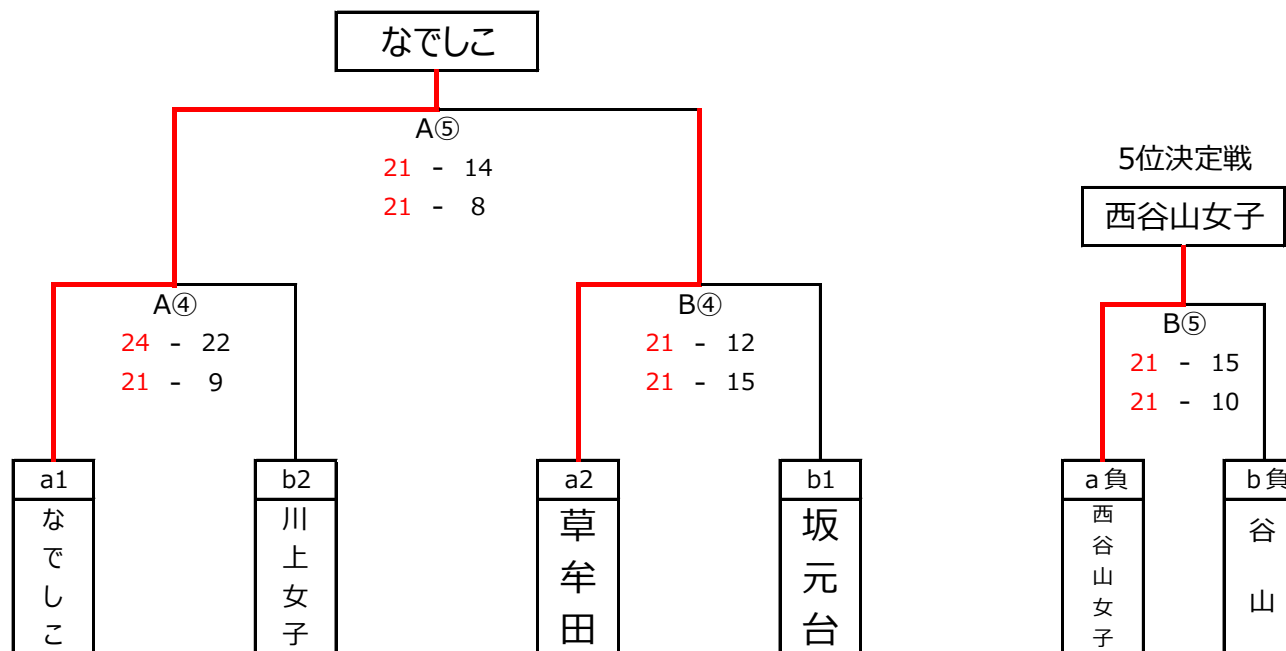 なでしこ
A⑤
21 - 14
21 - 8
5位決定戦
西谷山女子
A④
24 - 22
21 - 9
B④
21 - 12
21 - 15
B⑤
21 - 15
21 - 10
a1
b2
a2
b1
a負
b負
なでしこ
川上女子
草牟田
坂元台
西谷山女子
谷山